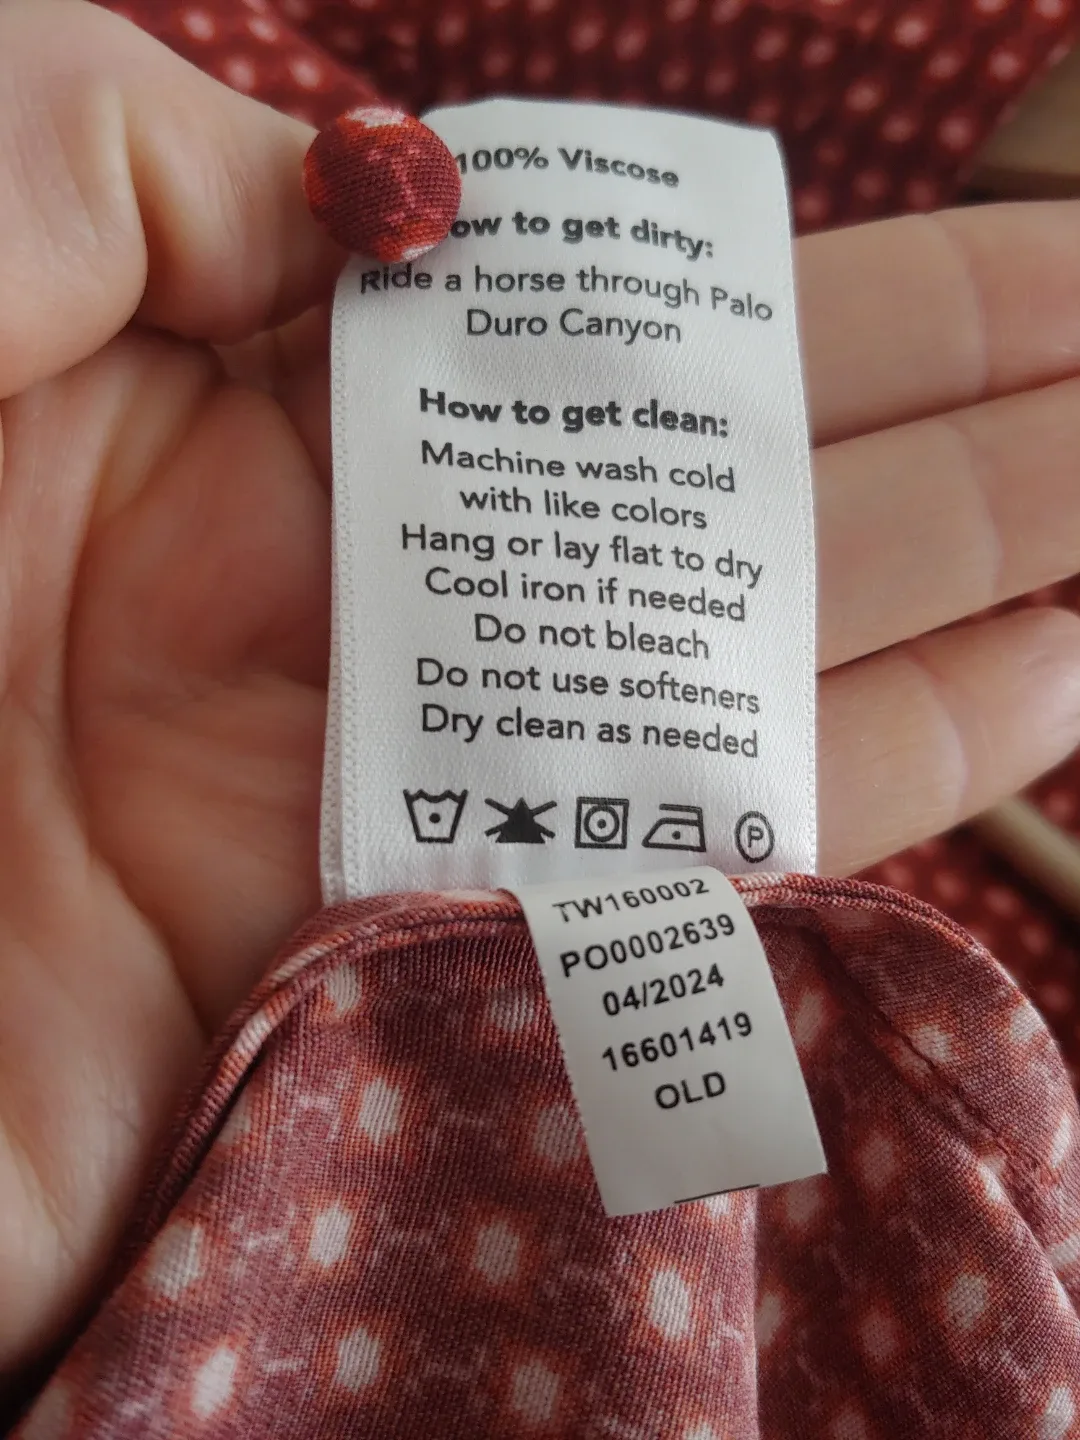 100% Viscose
ow to get dirty:
Ride a horse through Palo
Duro Canyon
How to get clean:
Machine wash cold
with like colors
Hang or lay flat to dry
Cool iron if needed
Do not bleach
Do not use softeners
Dry clean as needed
P
TW160002
PO0002639
04/2024
16601419
OLD